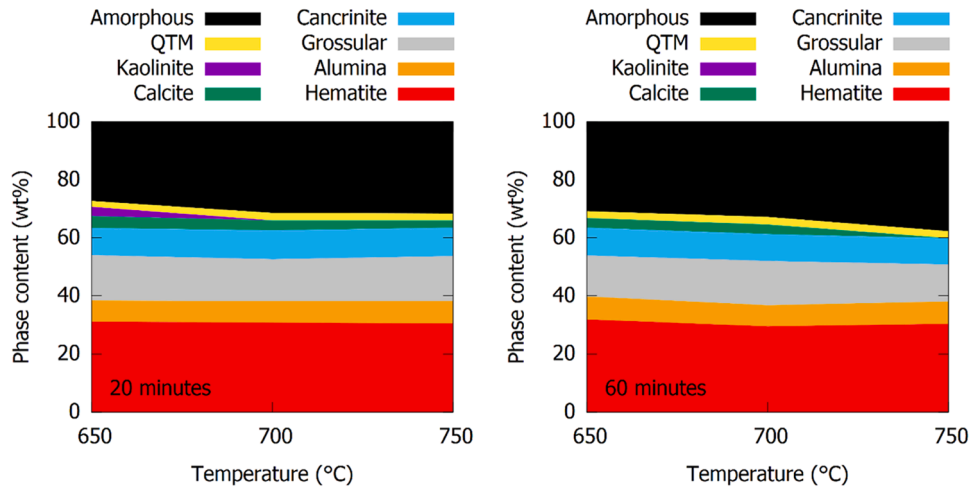 Amorphous
Cancrinite
QTM
Grossular
Kaolinite
Alumina
Calcite
Hematite
100
80
60
40
20
0
Phase content (wt%)
20 minutes
650
700
750
Temperature (°C)
Amorphous
Cancrinite
QTM
Grossular
Kaolinite
Alumina
Calcite
Hematite
100
80
60
40
20
0
Phase content (wt%)
60 minutes
650
700
750
Temperature (°C)